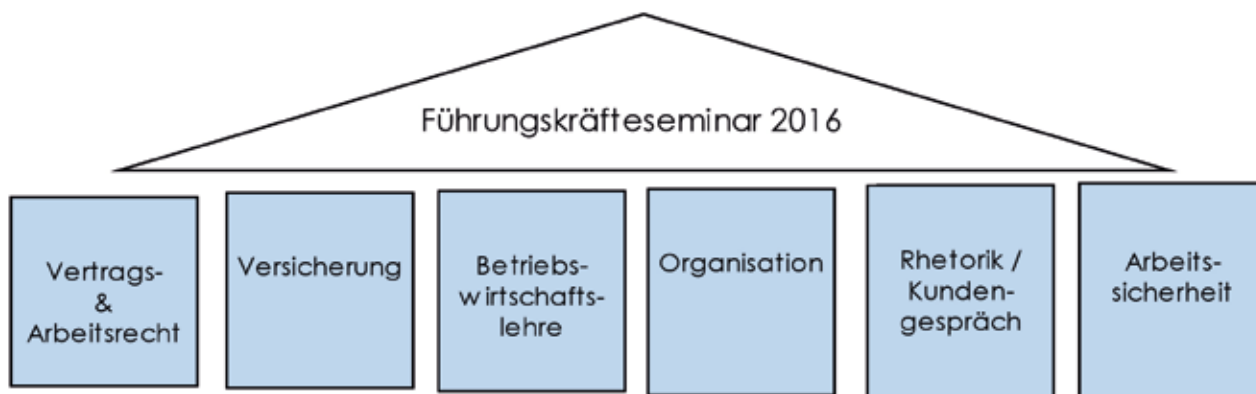 Führungskräfteseminar 2016
Vertrags-
&
Arbeitsrecht
Versicherung
Betriebs-
wirtschafts-
lehre
Organisation
Rhetorik /
Kunden-
gespräch
Arbeits-
sicherheit